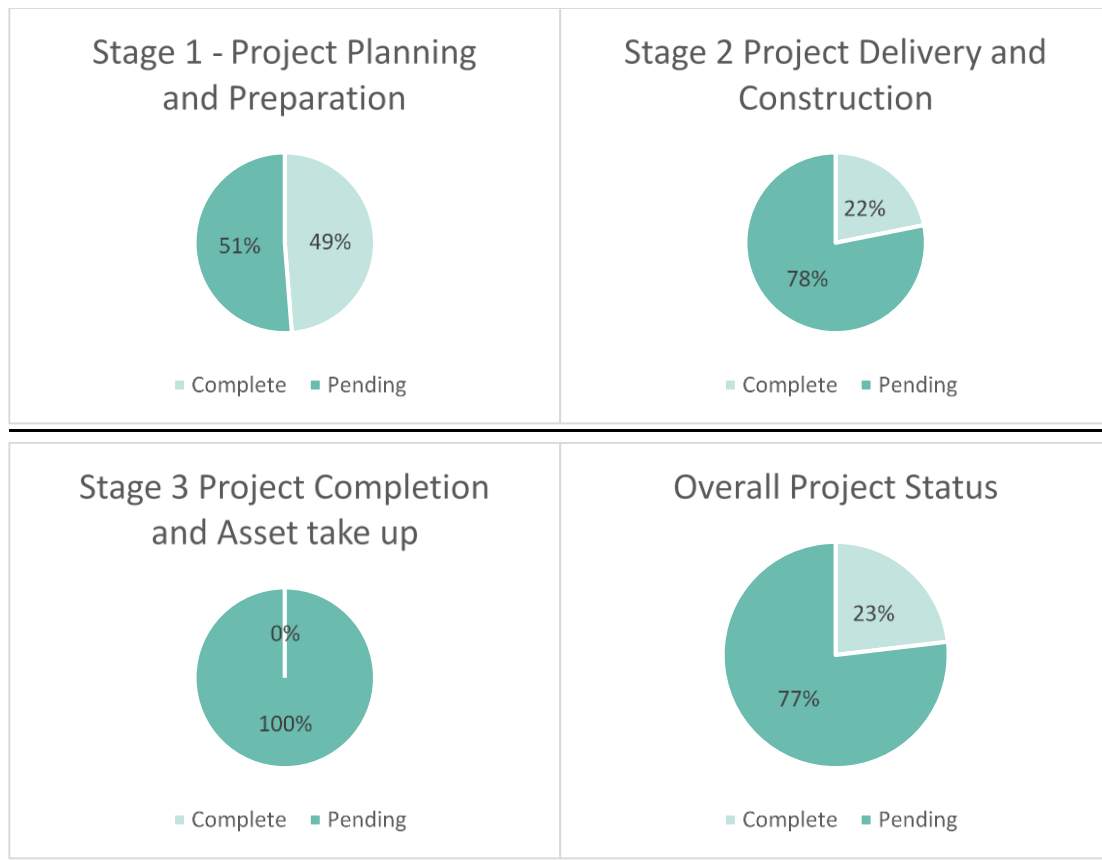 Stage 1 - Project Planning
and Preparation
51%
49%
Complete
Pending
Stage 2 Project Delivery and
Construction
22%
78%
Complete
Pending
Stage 3 Project Completion
and Asset take up
0%
100%
Complete
Pending
Overall Project Status
23%
77%
Complete
Pending